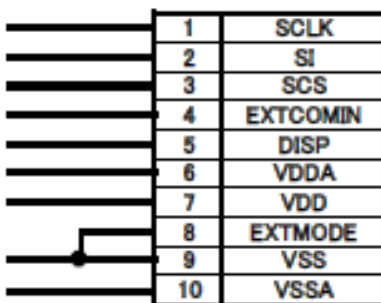 1 SCLK
2 SI
3 SCS
4 EXTCOMIN
5 DISP
6 VDDA
7 VDD
8 EXTMODE
9 VSS
10 VSSA